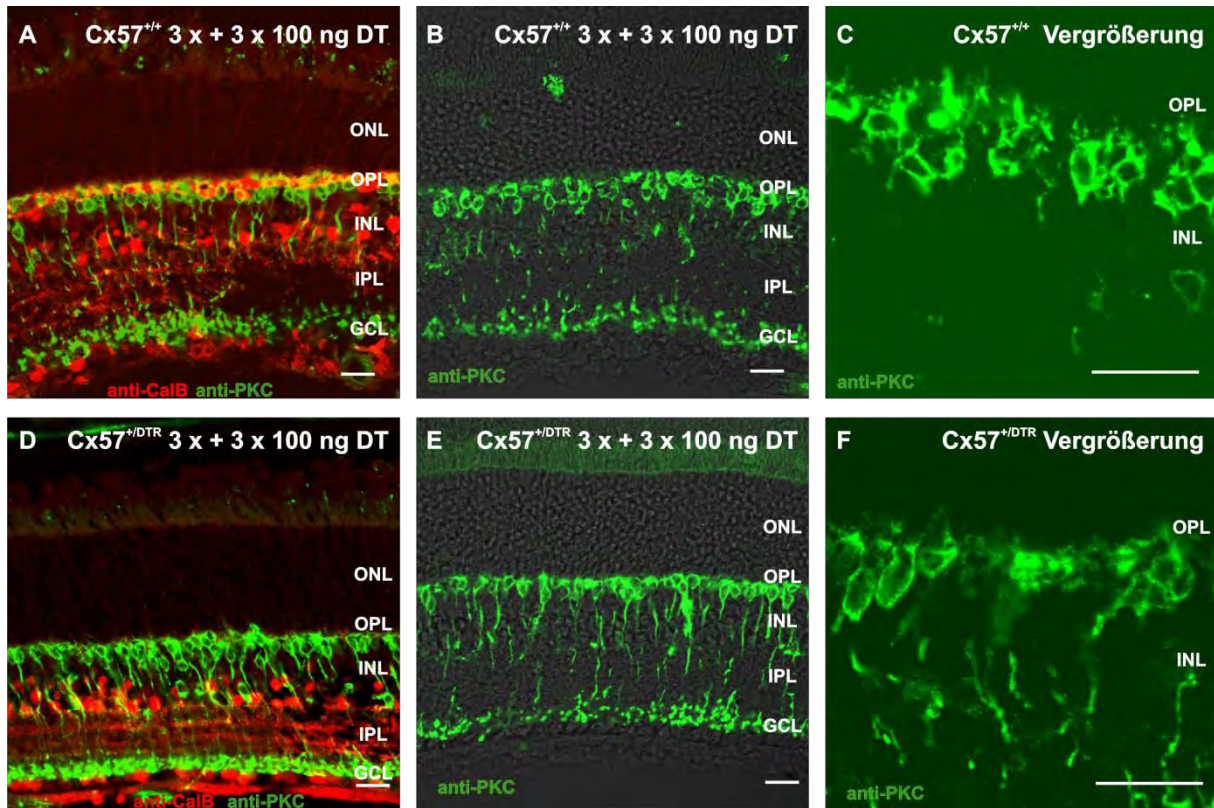 A Cx57+/+ 3 x + 3 x 100 ng DT
ONL
OPL
INL
IPL
GCL
anti-CalB anti-PKC
B Cx57+/+ 3 x + 3 x 100 ng DT
ONL
OPL
INL
IPL
GCL
anti-PKC
C Cx57+/+ Vergrößerung
OPL
INL
anti-PKC
D Cx57+/DTR 3 x + 3 x 100 ng DT
ONL
OPL
INL
IPL
GCL
anti-CalB anti-PKC
E Cx57+/DTR 3 x + 3 x 100 ng DT
ONL
OPL
INL
IPL
GCL
anti-PKC
F Cx57+/DTR Vergrößerung
OPL
INL
anti-PKC